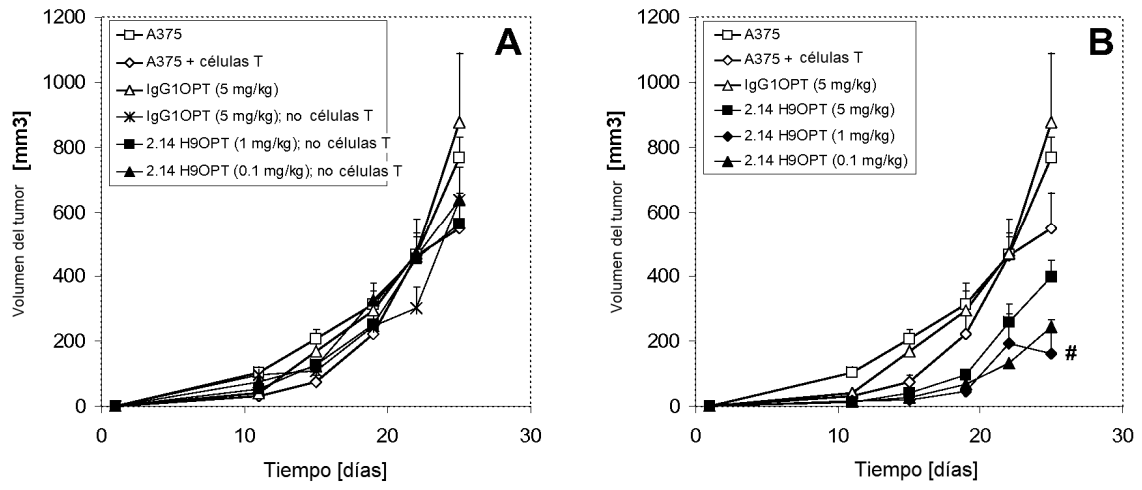 A
Volumen del tumor [mm3]
1200
1000
800
600
400
200
0
A375
A375 + células T
IgG1OPT (5 mg/kg)
IgG1OPT (5 mg/kg); no células T
2.14 H9OPT (1 mg/kg); no células T
2.14 H9OPT (0.1 mg/kg); no células T
0 10 20 30
Tiempo [días]
B
Volumen del tumor [mm3]
1200
1000
800
600
400
200
0
A375
A375 + células T
IgG1OPT (5 mg/kg)
2.14 H9OPT (5 mg/kg)
2.14 H9OPT (1 mg/kg)
2.14 H9OPT (0.1 mg/kg)
#
0 10 20 30
Tiempo [días]